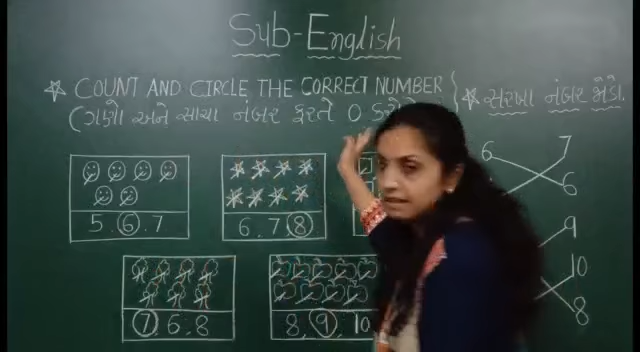 Sub-English
COUNT AND CIRCLE THE CORRECT NUMBER
(ગણો અને સાચા નંબર ફરતે 0 કરો
સરખા નંબર જોડો.
5. 6. 7
6. 7. 8
7 6. 8
8, 9, 10
6 7
6
9
10
8